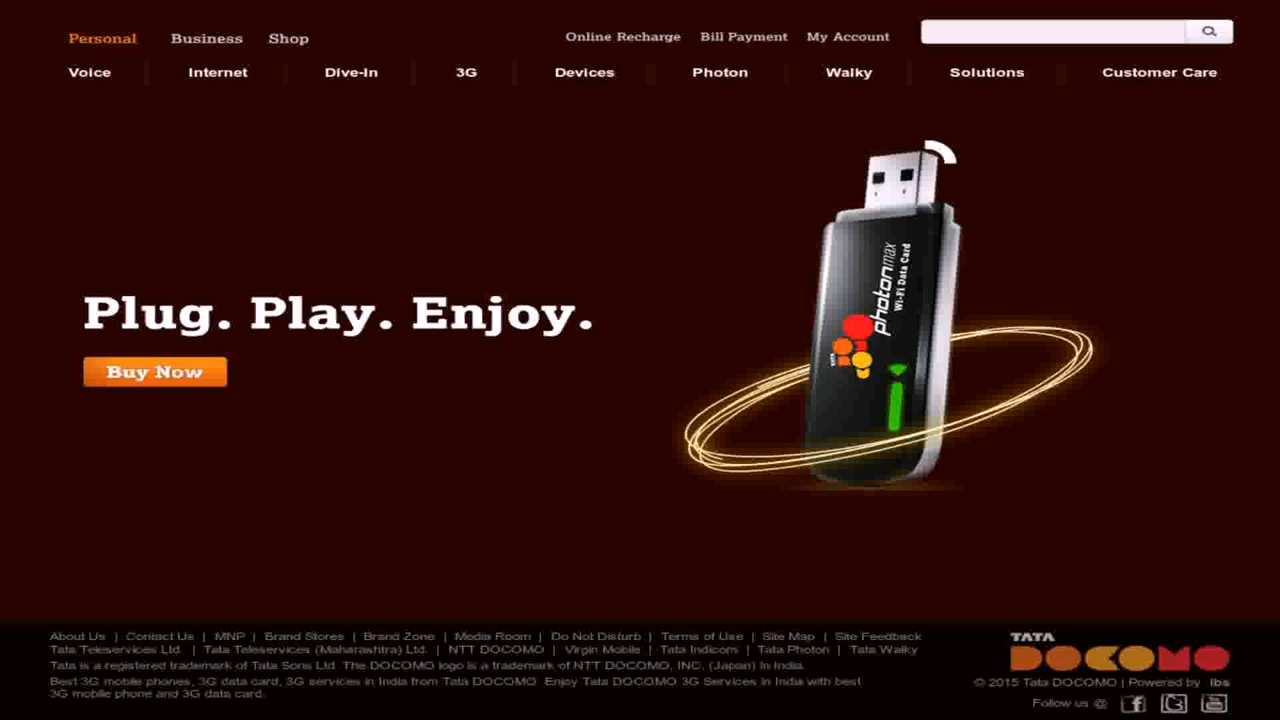 Personal Business Shop Online Recharge Bill Payment My Account
Voice Internet Dive-In 3G Devices Photon Walky Solutions Customer Care
photonmax
Wi-Fi Data Card
TATA
Plug. Play. Enjoy.
Buy Now
About Us | Contact Us | MNP | Brand Stores | Brand Zone | Media Room | Do Not Disturb | Terms of Use | Site Map | Site Feedback
Tata Teleservices Ltd. | Tata Teleservices (Maharashtra) Ltd. | NTT DOCOMO | Virgin Mobile | Tata Indicom | Tata Photon | Tata Walky
Tata is a registered trademark of Tata Sons Ltd. The DOCOMO logo is a trademark of NTT DOCOMO, INC. (Japan) In India.
Best 3G mobile phones, 3G data card, 3G services in India from Tata DOCOMO. Enjoy Tata DOCOMO 3G Services in India with best
3G mobile phone and 3G data card.
TATA
DOCOMO
© 2015 Tata DOCOMO | Powered by ibs
Follow us @